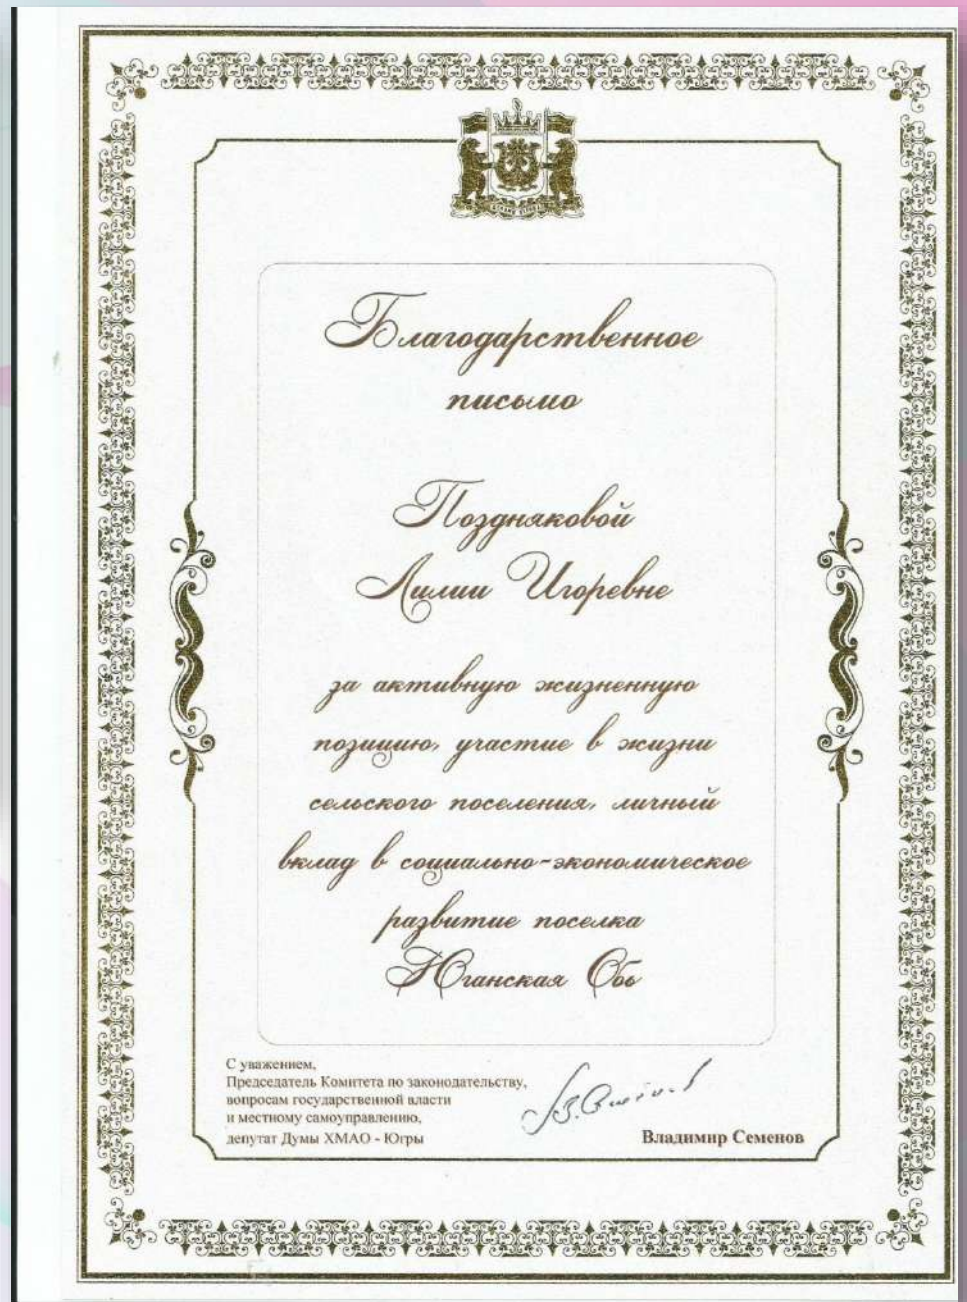 Благодарственное
письмо
Поздняковой
Лилии Игоревне
за активную жизненную
позицию, участие в жизни
сельского поселения, личный
вклад в социально-экономическое
развитие поселка
Юганская Обь
С уважением,
Председатель Комитета по законодательству,
вопросам государственной власти
и местному самоуправлению,
депутат Думы ХМАО - Югры
Владимир Семенов